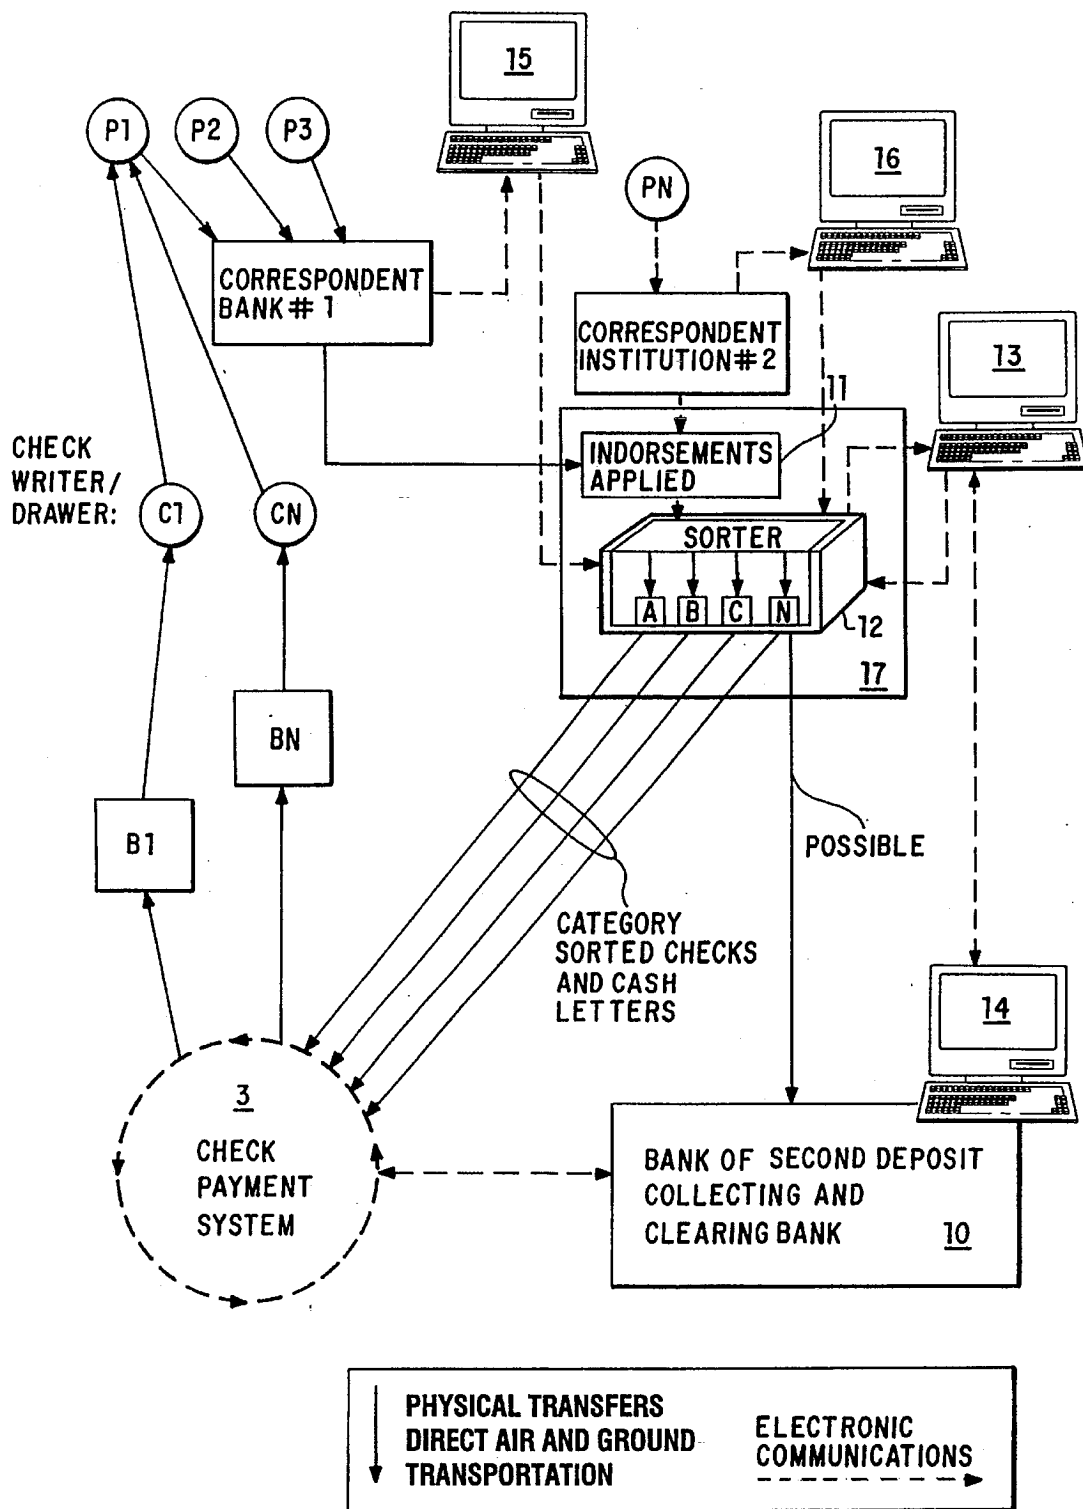 15
P1 P2 P3
16
PN
CORRESPONDENT
BANK # 1
CORRESPONDENT
INSTITUTION # 2
13
11
CHECK
WRITER/
DRAWER:
C1
CN
INDORSEMENTS
APPLIED
SORTER
A B C N
12
17
BN
B1
POSSIBLE
CATEGORY
SORTED CHECKS
AND CASH
LETTERS
14
3
CHECK
PAYMENT
SYSTEM
BANK OF SECOND DEPOSIT
COLLECTING AND
CLEARING BANK
10
PHYSICAL TRANSFERS
DIRECT AIR AND GROUND
TRANSPORTATION
ELECTRONIC
COMMUNICATIONS